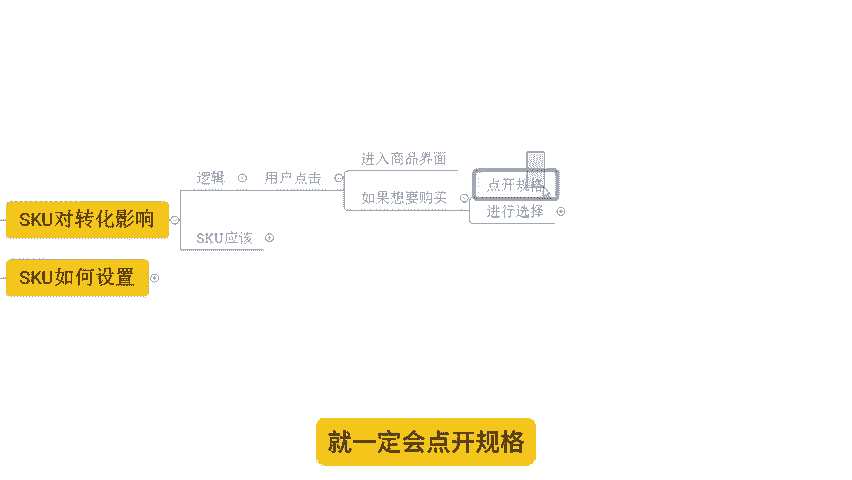 进入商品界面
逻辑
用户点击
点开规格
如果想要购买
进行选择
SKU对转化影响
SKU应该
SKU如何设置
就一定会点开规格